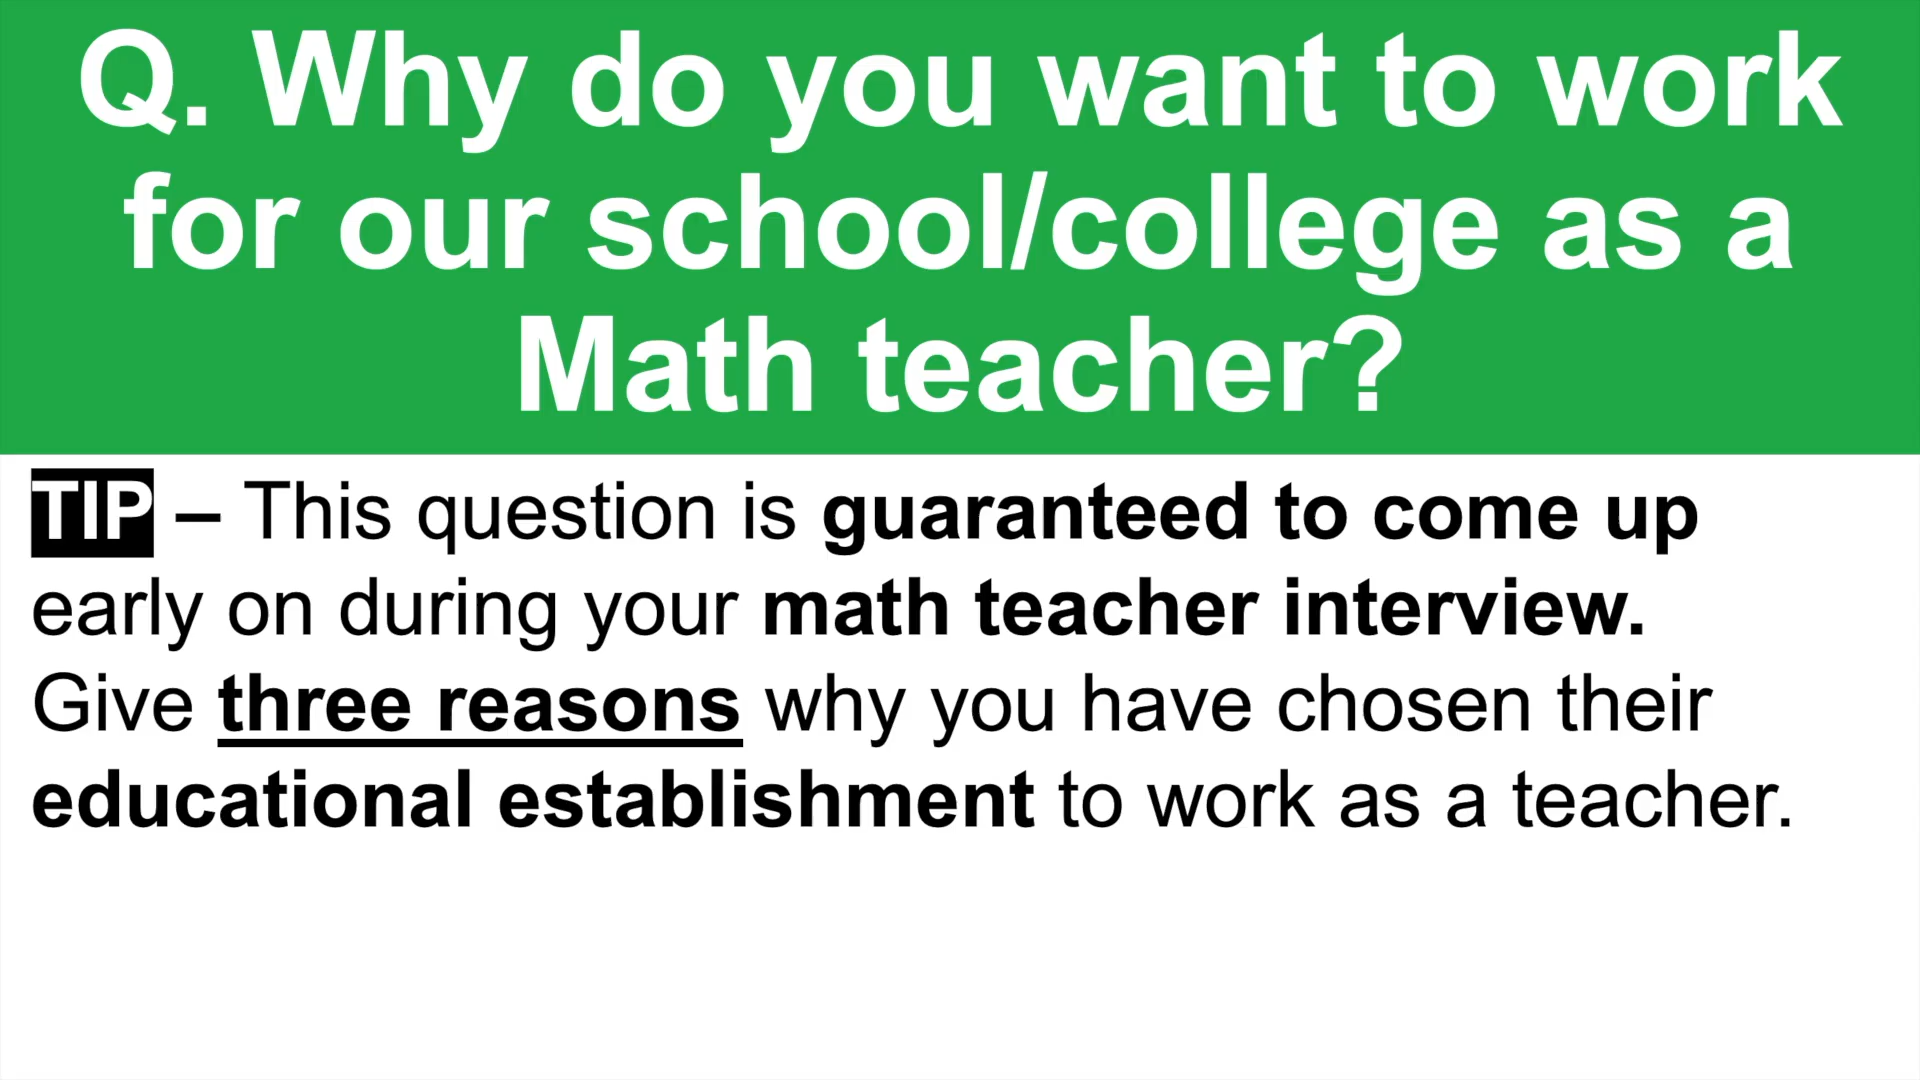 Q. Why do you want to work
for our school/college as a
Math teacher?
TIP – This question is guaranteed to come up
early on during your math teacher interview.
Give three reasons why you have chosen their
educational establishment to work as a teacher.